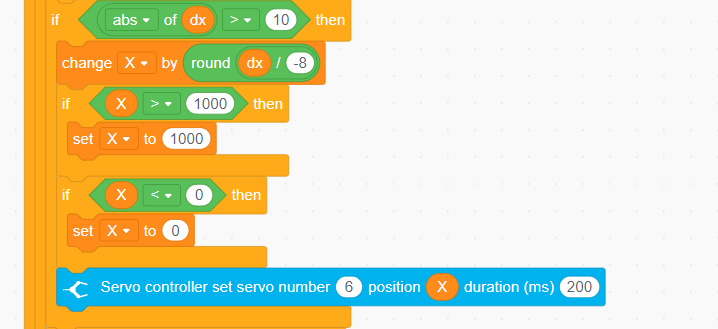 if abs of dx > 10 then
change X by round dx / -8
if X > 1000 then
set X to 1000
if X < 0 then
set X to 0
Servo controller set servo number 6 position X duration (ms) 200